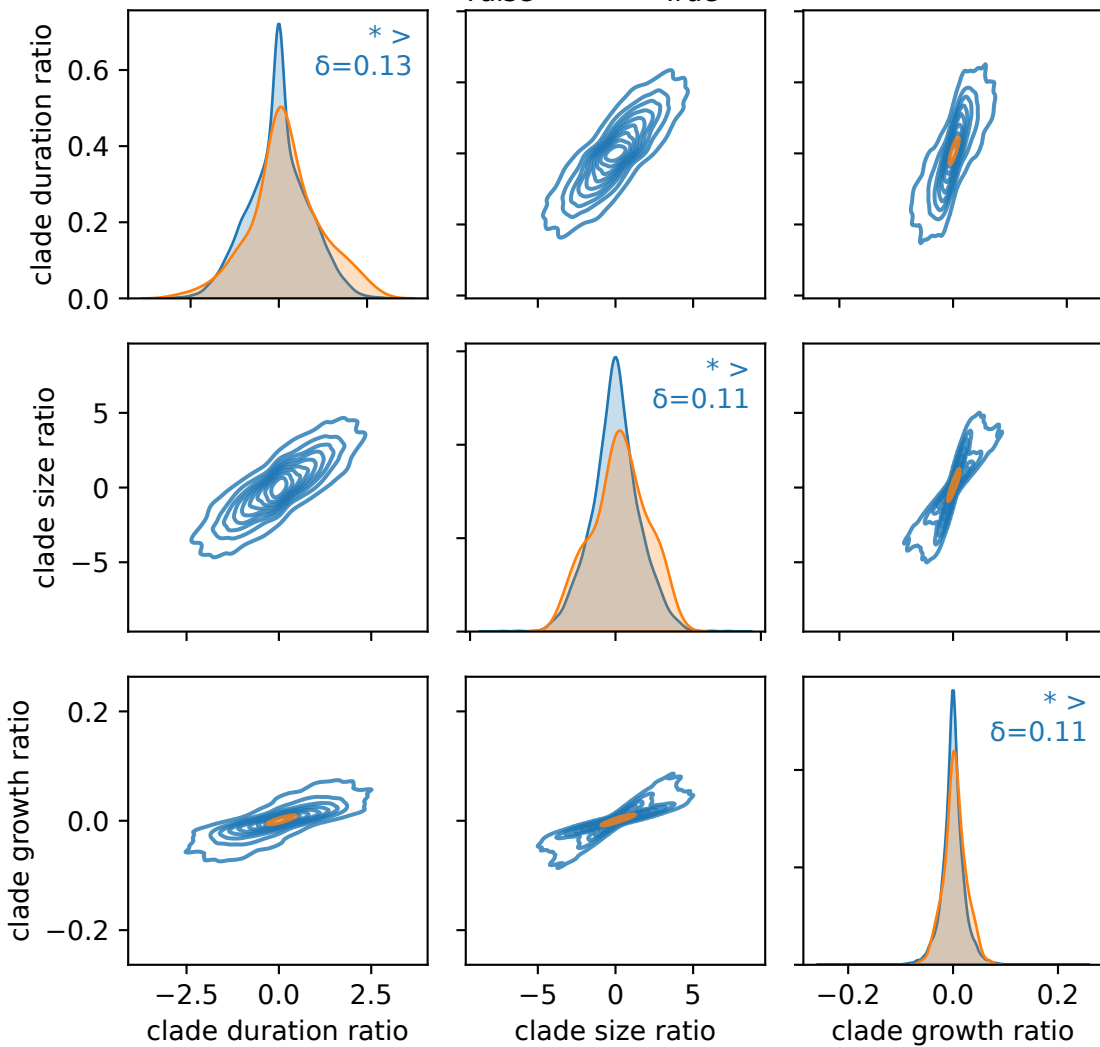 clade duration ratio
0.6
0.4
0.2
0.0
* >
δ=0.13
clade size ratio
5
0
−5
* >
δ=0.11
clade growth ratio
0.2
0.0
−0.2
* >
δ=0.11
−2.5 0.0 2.5
−5 0 5
−0.2 0.0 0.2
clade duration ratio
clade size ratio
clade growth ratio